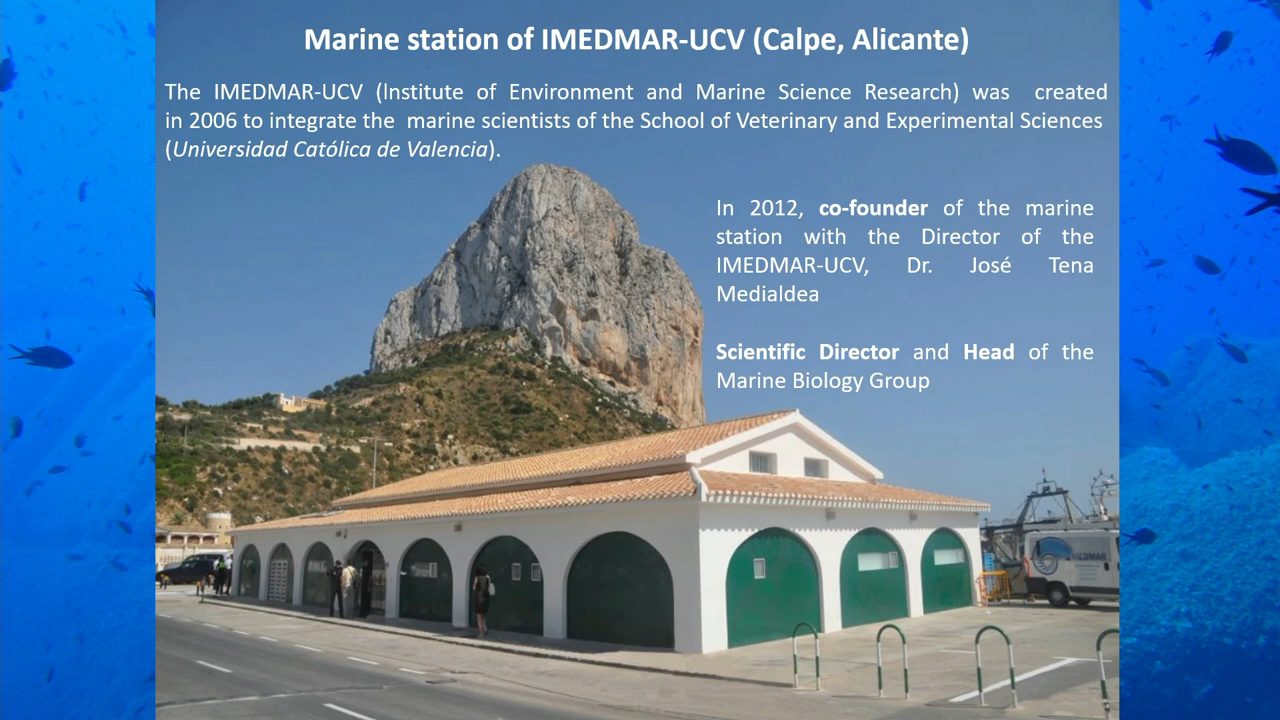 Marine station of IMEDMAR-UCV (Calpe, Alicante)
The IMEDMAR-UCV (Institute of Environment and Marine Science Research) was created
in 2006 to integrate the marine scientists of the School of Veterinary and Experimental Sciences
(Universidad Católica de Valencia).
In 2012, co-founder of the marine
station with the Director of the
IMEDMAR-UCV, Dr. José Tena
Medialdea
Scientific Director and Head of the
Marine Biology Group
IMEDMAR